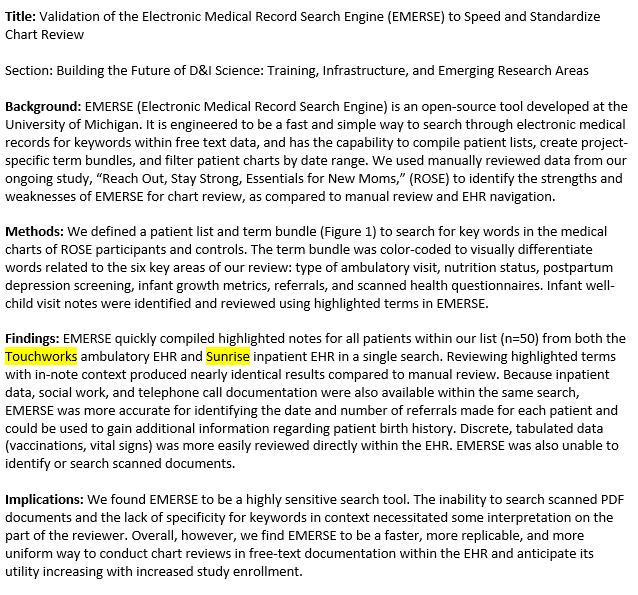 Title: Validation of the Electronic Medical Record Search Engine (EMERSE) to Speed and Standardize
Chart Review
Section: Building the Future of D&I Science: Training, Infrastructure, and Emerging Research Areas
Background: EMERSE (Electronic Medical Record Search Engine) is an open-source tool developed at the
University of Michigan. It is engineered to be a fast and simple way to search through electronic medical
records for keywords within free text data, and has the capability to compile patient lists, create project-
specific term bundles, and filter patient charts by date range. We used manually reviewed data from our
ongoing study, “Reach Out, Stay Strong, Essentials for New Moms,” (ROSE) to identify the strengths and
weaknesses of EMERSE for chart review, as compared to manual review and EHR navigation.
Methods: We defined a patient list and term bundle (Figure 1) to search for key words in the medical
charts of ROSE participants and controls. The term bundle was color-coded to visually differentiate
words related to the six key areas of our review: type of ambulatory visit, nutrition status, postpartum
depression screening, infant growth metrics, referrals, and scanned health questionnaires. Infant well-
child visit notes were identified and reviewed using highlighted terms in EMERSE.
Findings: EMERSE quickly compiled highlighted notes for all patients within our list (n=50) from both the
Touchworks ambulatory EHR and Sunrise inpatient EHR in a single search. Reviewing highlighted terms
with in-note context produced nearly identical results compared to manual review. Because inpatient
data, social work, and telephone call documentation were also available within the same search,
EMERSE was more accurate for identifying the date and number of referrals made for each patient and
could be used to gain additional information regarding patient birth history. Discrete, tabulated data
(vaccinations, vital signs) was more easily reviewed directly within the EHR. EMERSE was also unable to
identify or search scanned documents.
Implications: We found EMERSE to be a highly sensitive search tool. The inability to search scanned PDF
documents and the lack of specificity for keywords in context necessitated some interpretation on the
part of the reviewer. Overall, however, we find EMERSE to be a faster, more replicable, and more
uniform way to conduct chart reviews in free-text documentation within the EHR and anticipate its
utility increasing with increased study enrollment.